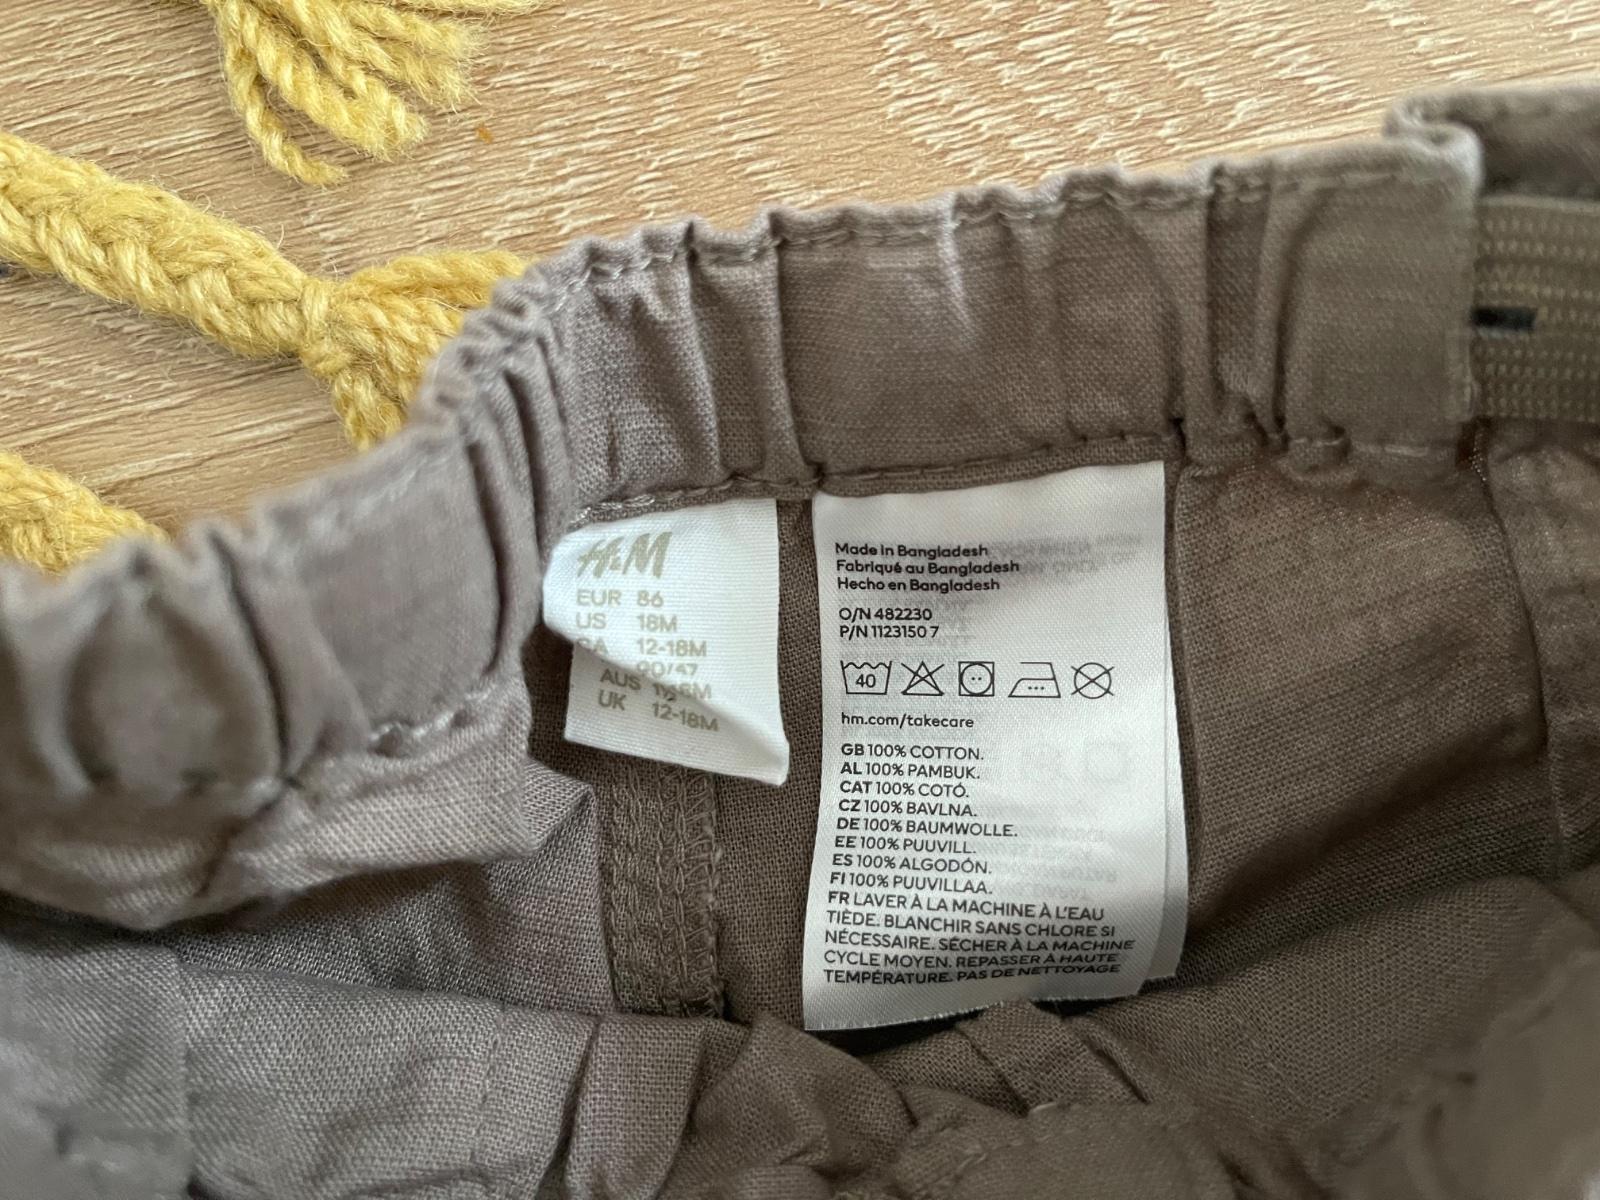 H&M
EUR 86
US 18M
CA 12-18M
90/47
AUS
UK 12-18M
Made in Bangladesh
Fabriqué au Bangladesh
Hecho en Bangladesh
O/N 482230
P/N 1123150 7
40
hm.com/takecare
GB 100% COTTON.
AL 100% PAMBUK.
CAT 100% COTÓ.
CZ 100% BAVLNA.
DE 100% BAUMWOLLE.
EE 100% PUUVILL.
ES 100% ALGODÓN.
FI 100% PUUVILLAA.
FR LAVER À LA MACHINE À L'EAU
TIÈDE. BLANCHIR SANS CHLORE SI
NÉCESSAIRE. SÉCHER À LA MACHINE
CYCLE MOYEN. REPASSER À HAUTE
TEMPÉRATURE. PAS DE NETTOYAGE